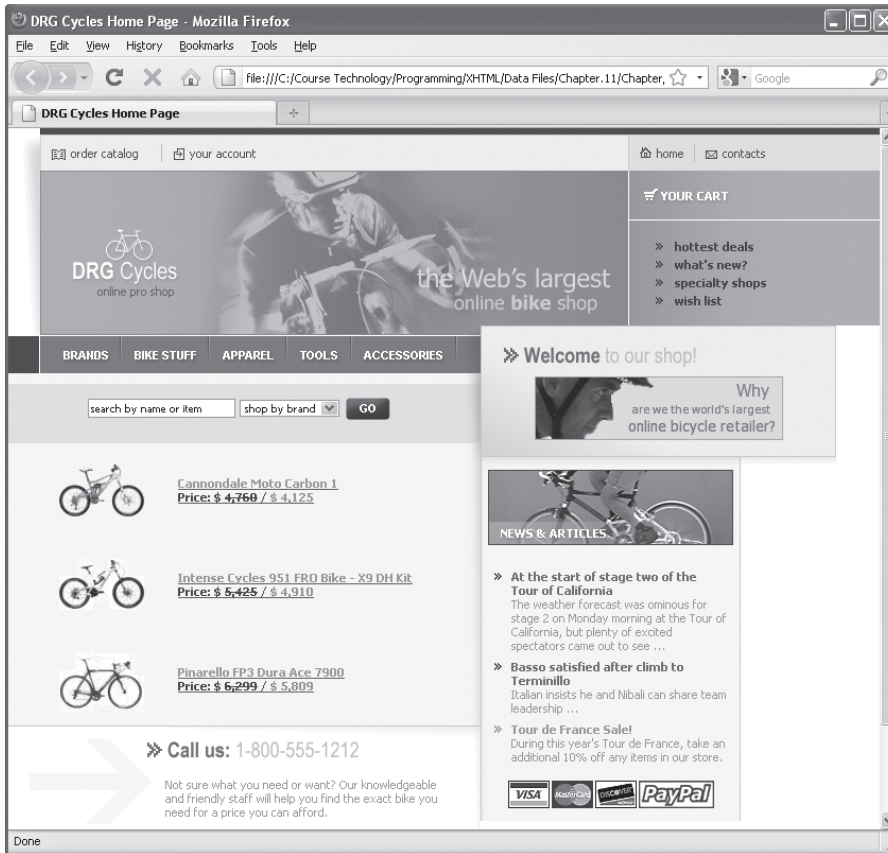 DRG Cycles Home Page - Mozilla Firefox
File Edit View History Bookmarks Tools Help
file:///C:/Course Technology/Programming/XHTML/Data Files/Chapter.11/Chapter,
Google
DRG Cycles Home Page
order catalog
your account
home
contacts
DRG Cycles
online pro shop
the Web's largest
online bike shop
YOUR CART
» hottest deals
» what's new?
» specialty shops
» wish list
BRANDS BIKE STUFF APPAREL TOOLS ACCESSORIES
» Welcome to our shop!
Why
are we the world's largest
online bicycle retailer?
search by name or item
shop by brand
GO
Cannondale Moto Carbon 1
Price: $ 4,760 / $ 4,125
Intense Cycles 951 FRO Bike - X9 DH Kit
Price: $ 5,425 / $ 4,910
Pinarello FP3 Dura Ace 7900
Price: $ 6,299 / $ 5,809
NEWS & ARTICLES
» At the start of stage two of the
Tour of California
The weather forecast was ominous for
stage 2 on Monday morning at the Tour of
California, but plenty of excited
spectators came out to see ...
» Basso satisfied after climb to
Terminillo
Italian insists he and Nibali can share team
leadership ...
» Tour de France Sale!
During this year's Tour de France, take an
additional 10% off any items in our store.
VISA MasterCard DISCOVER PayPal
» Call us: 1-800-555-1212
Not sure what you need or want? Our knowledgeable
and friendly staff will help you find the exact bike you
need for a price you can afford.
Done